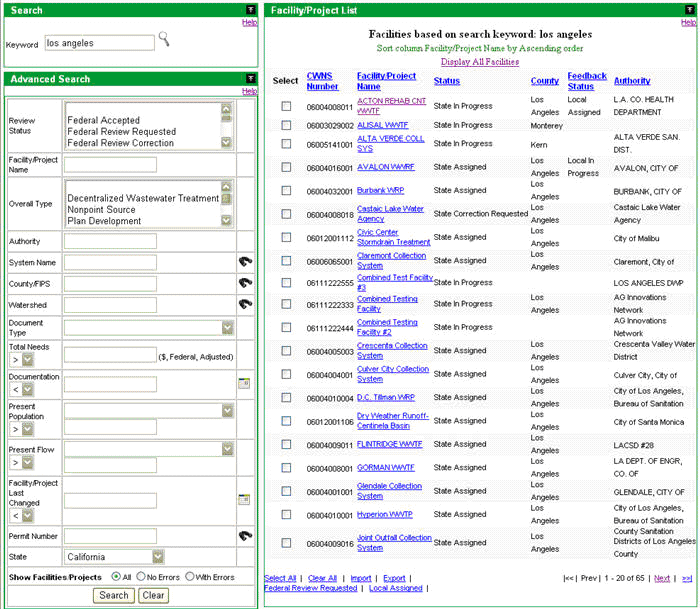 Search
Help
Keyword los angeles
Advanced Search
Help
Review
Status
Federal Accepted
Federal Review Requested
Federal Review Correction
Facility/Project
Name
Overall Type
Decentralized Wastewater Treatment
Nonpoint Source
Plan Development
Authority
System Name
County/FIPS
Watershed
Document
Type
Total Needs
> ($, Federal, Adjusted)
Documentation
<
Present
Population
>
Present Flow
>
Facility/Project
Last
Changed
<
Permit Number
State California
Show Facilities/Projects All No Errors With Errors
Search Clear
Facility/Project List
Help
Facilities based on search keyword: los angeles
Sort column Facility/Project Name by Ascending order
Display All Facilities
Select CWNS Number Facility/Project Name Status County Feedback Status Authority
06004008011 ACTON REHAB CNT WWTF State In Progress Los Angeles Local Assigned L.A. CO. HEALTH DEPARTMENT
06003029002 ALISAL WWTF State In Progress Monterey
06005141001 ALTA VERDE COLL SYS State In Progress Kern ALTA VERDE SAN. DIST.
06004016001 AVALON WWRF State Assigned Los Angeles Local In Progress AVALON, CITY OF
06004032001 Burbank WRP State Assigned Los Angeles BURBANK, CITY OF
06004008018 Castaic Lake Water Agency State Correction Requested Los Angeles Castaic Lake Water Agency
06012001112 Civic Center Stormdrain Treatment State Assigned Los Angeles City of Malibu
06006065001 Claremont Collection System State Assigned Los Angeles Claremont, City of
06111222555 Combined Test Facility #3 State In Progress LOS ANGELES DWP
06111222333 Combined Testing Facility State In Progress Los Angeles AG Innovations Network
06111222444 Combined Testing Facility #2 State In Progress AG Innovations Network
06004005003 Crescenta Collection System State Assigned Los Angeles Crescenta Valley Water District
06004004001 Culver City Collection System State Assigned Los Angeles Culver City, City of
06004010004 D.C. Tillman WRP State Assigned Los Angeles City of Los Angeles, Bureau of Sanitation
06012001106 Dry Weather Runoff-Centinela Basin State Assigned Los Angeles City of Santa Monica
06004009011 FLINTRIDGE WWTF State Assigned Los Angeles LACSD #28
06004008001 GORMAN WWTF State Assigned Los Angeles LA DEPT. OF ENGR, CO. OF
06004001001 Glendale Collection System State Assigned Los Angeles GLENDALE, CITY OF
06004010001 Hyperion WWTP State Assigned Los Angeles City of Los Angeles, Bureau of Sanitation
06004009016 Joint Outfall Collection System State Assigned Los Angeles County Sanitation Districts of Los Angeles County
Select All | Clear All | Import | Export | |<< | Prev | 1 - 20 of 65 | Next | >>|
Federal Review Requested | Local Assigned |